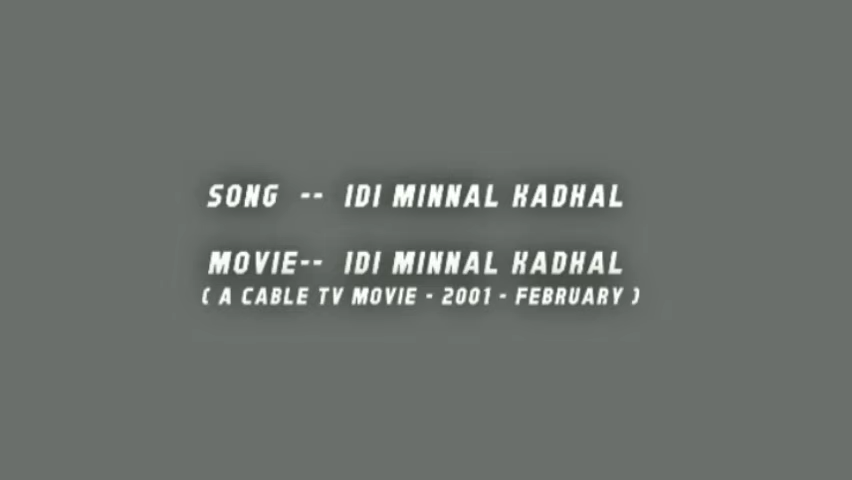 SONG -- IDI MINNAL KADHAL
MOVIE-- IDI MINNAL KADHAL
( A CABLE TV MOVIE - 2001 - FEBRUARY )